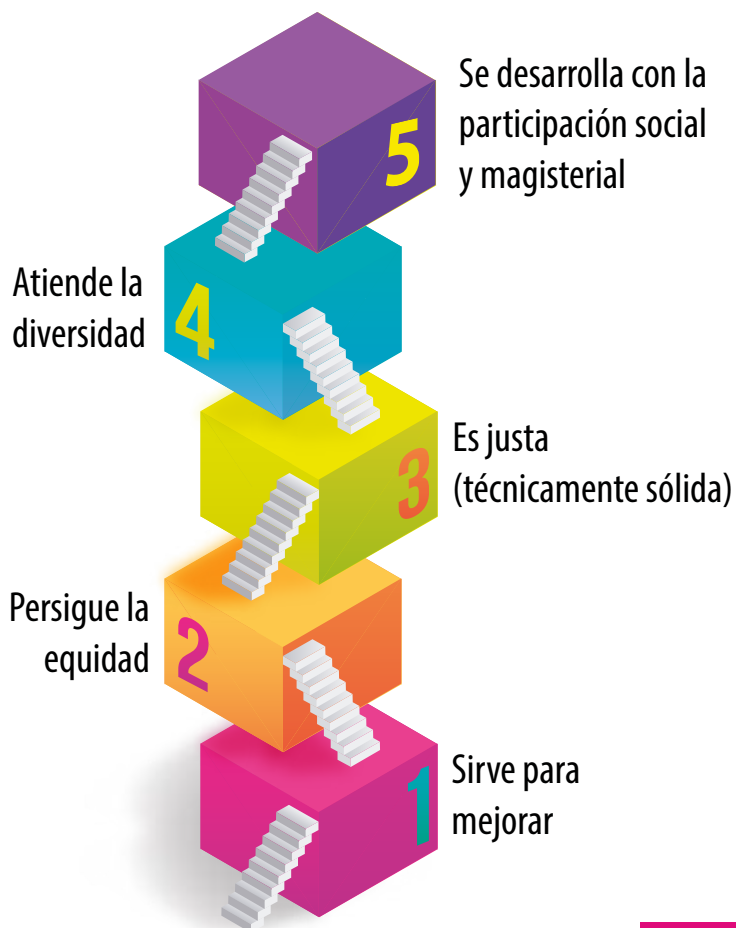 5
Se desarrolla con la
participación social
y magisterial
Atiende la
diversidad
4
3
Es justa
(técnicamente sólida)
Persigue la
equidad
2
1
Sirve para
mejorar